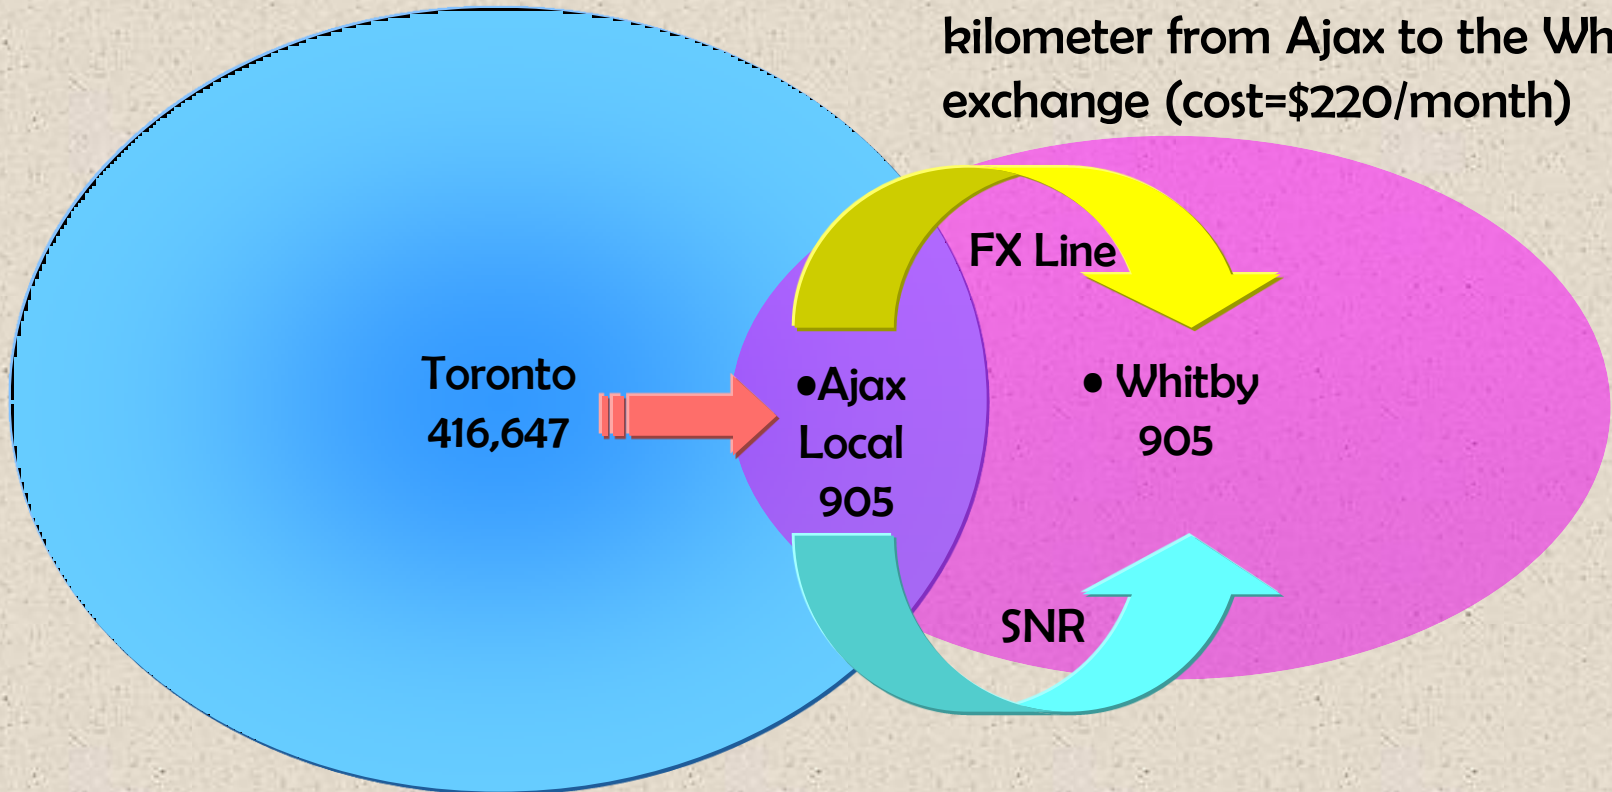 kilometer from Ajax to the Wh
exchange (cost=$220/month)
FX Line
Toronto
416,647
•Ajax
Local
905
• Whitby
905
SNR